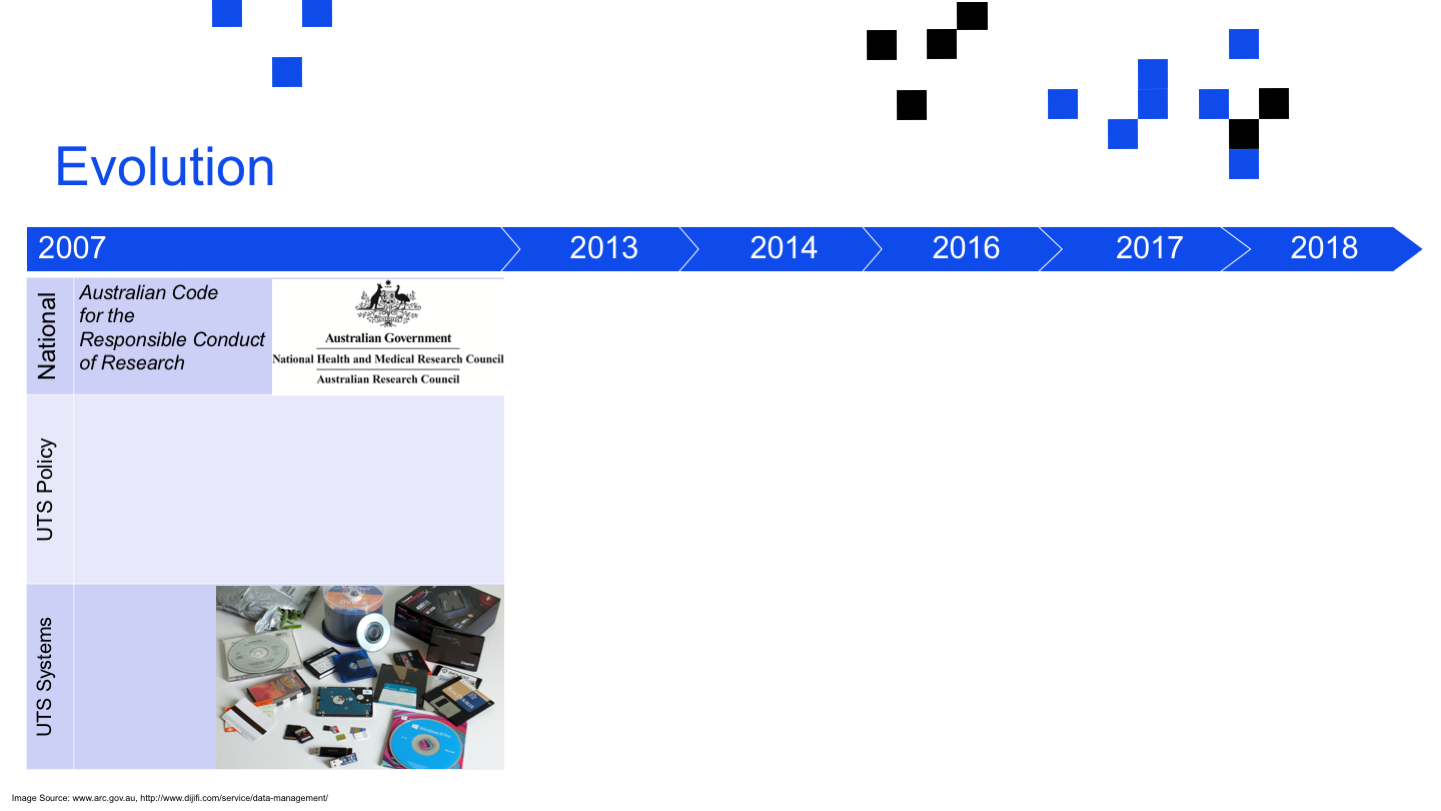 Evolution
2007 2013 2014 2016 2017 2018
National
Australian Code
for the
Responsible Conduct
of Research
Australian Government
National Health and Medical Research Council
Australian Research Council
UTS Policy
UTS Systems
Image Source: www.arc.gov.au, http://www.dijifi.com/service/data-management/